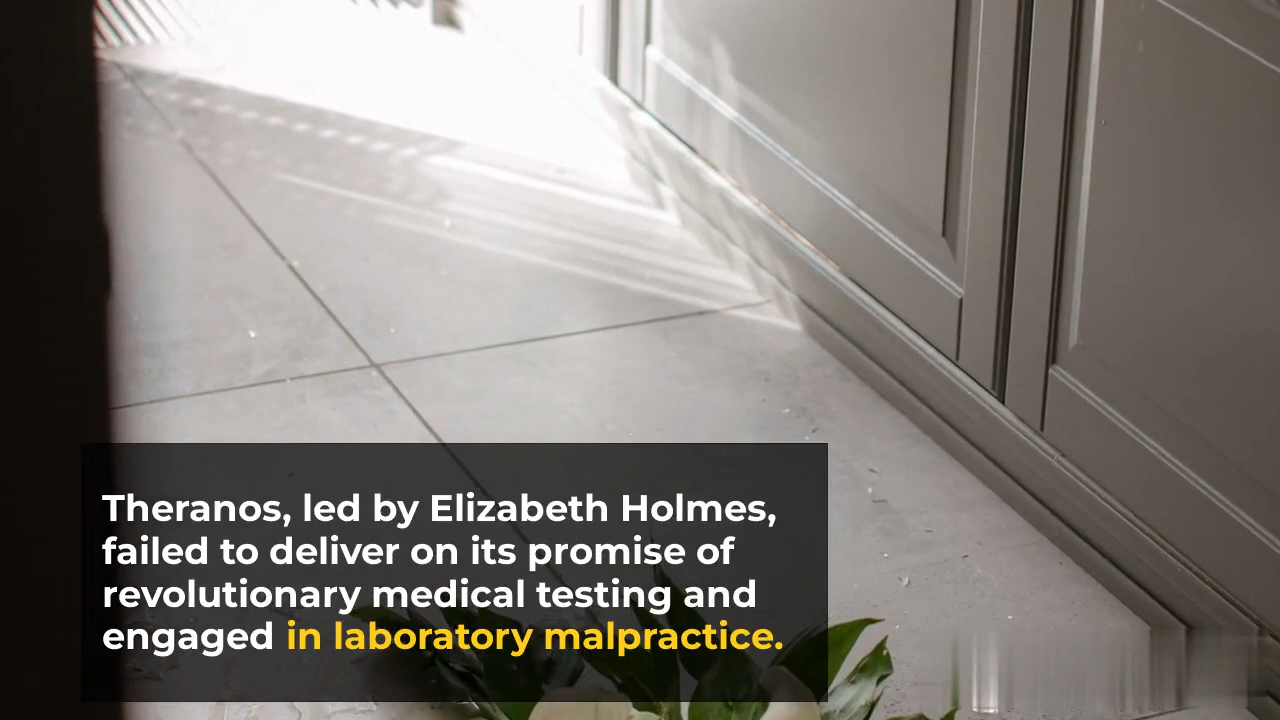 Theranos, led by Elizabeth Holmes,
failed to deliver on its promise of
revolutionary medical testing and
engaged in laboratory malpractice.